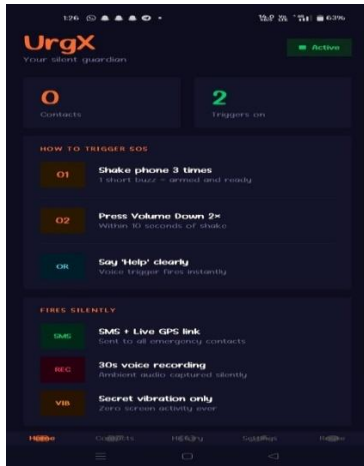 1:26
63%
UrgX
Your silent guardian
Active
0
Contacts
2
Triggers on
HOW TO TRIGGER SOS
01
Shake phone 3 times
1 short buzz = armed and ready
02
Press Volume Down 2×
Within 10 seconds of shake
OR
Say 'Help' clearly
Voice trigger fires instantly
FIRES SILENTLY
SMS
SMS + Live GPS link
Sent to all emergency contacts
REC
30s voice recording
Ambient audio captured silently
VIB
Secret vibration only
Zero screen activity ever
Home